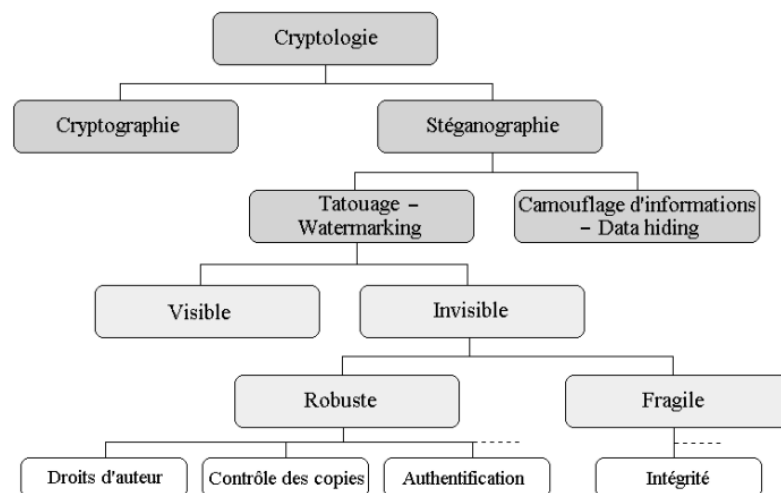 Cryptologie
Cryptographie
Stéganographie
Tatouage –
Watermarking
Camouflage d'informations
– Data hiding
Visible
Invisible
Robuste
Fragile
Droits d'auteur
Contrôle des copies
Authentification
Intégrité